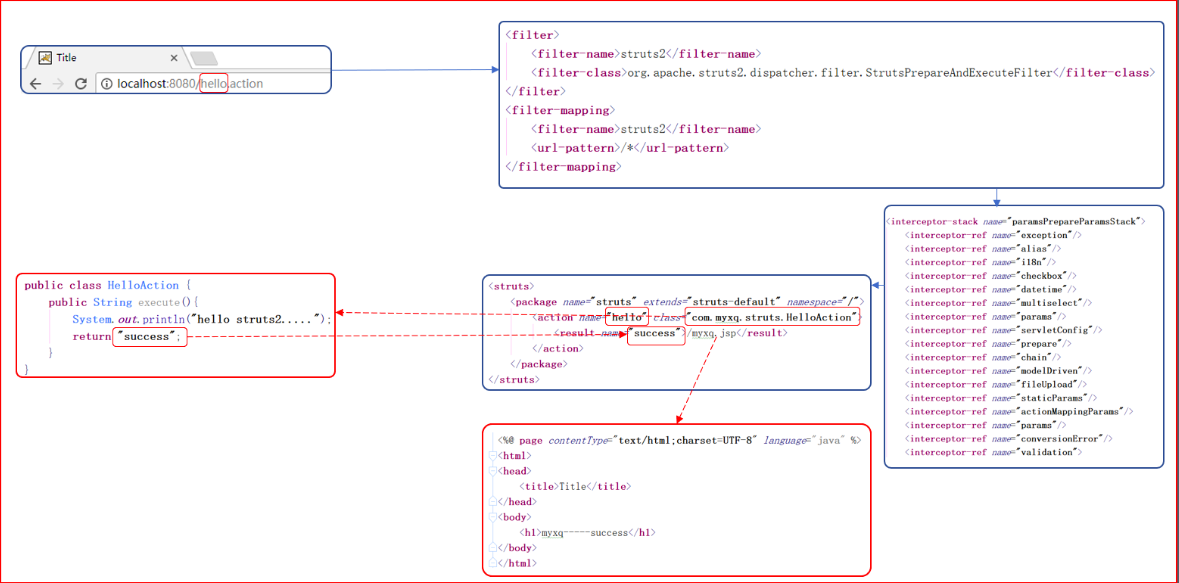 Title
localhost:8080/hello.action
<filter>
<filter-name>struts2</filter-name>
<filter-class>org.apache.struts2.dispatcher.filter.StrutsPrepareAndExecuteFilter</filter-class>
</filter>
<filter-mapping>
<filter-name>struts2</filter-name>
<url-pattern>/*</url-pattern>
</filter-mapping>
<interceptor-stack name="paramsPrepareParamsStack">
<interceptor-ref name="exception"/>
<interceptor-ref name="alias"/>
<interceptor-ref name="i18n"/>
<interceptor-ref name="checkbox"/>
<interceptor-ref name="datetime"/>
<interceptor-ref name="multiselect"/>
<interceptor-ref name="params"/>
<interceptor-ref name="servletConfig"/>
<interceptor-ref name="prepare"/>
<interceptor-ref name="chain"/>
<interceptor-ref name="modelDriven"/>
<interceptor-ref name="fileUpload"/>
<interceptor-ref name="staticParams"/>
<interceptor-ref name="actionMappingParams"/>
<interceptor-ref name="params"/>
<interceptor-ref name="conversionError"/>
<interceptor-ref name="validation">
<struts>
<package name="struts" extends="struts-default" namespace="/">
<action name="hello" class="com.myxq.struts.HelloAction">
<result name="success">/myxq.jsp</result>
</action>
</package>
</struts>
public class HelloAction {
public String execute(){
System.out.println("hello struts2.....");
return "success";
}
}
<%@ page contentType="text/html;charset=UTF-8" language="java" %>
<html>
<head>
<title>Title</title>
</head>
<body>
<h1>myxq-----success</h1>
</body>
</html>